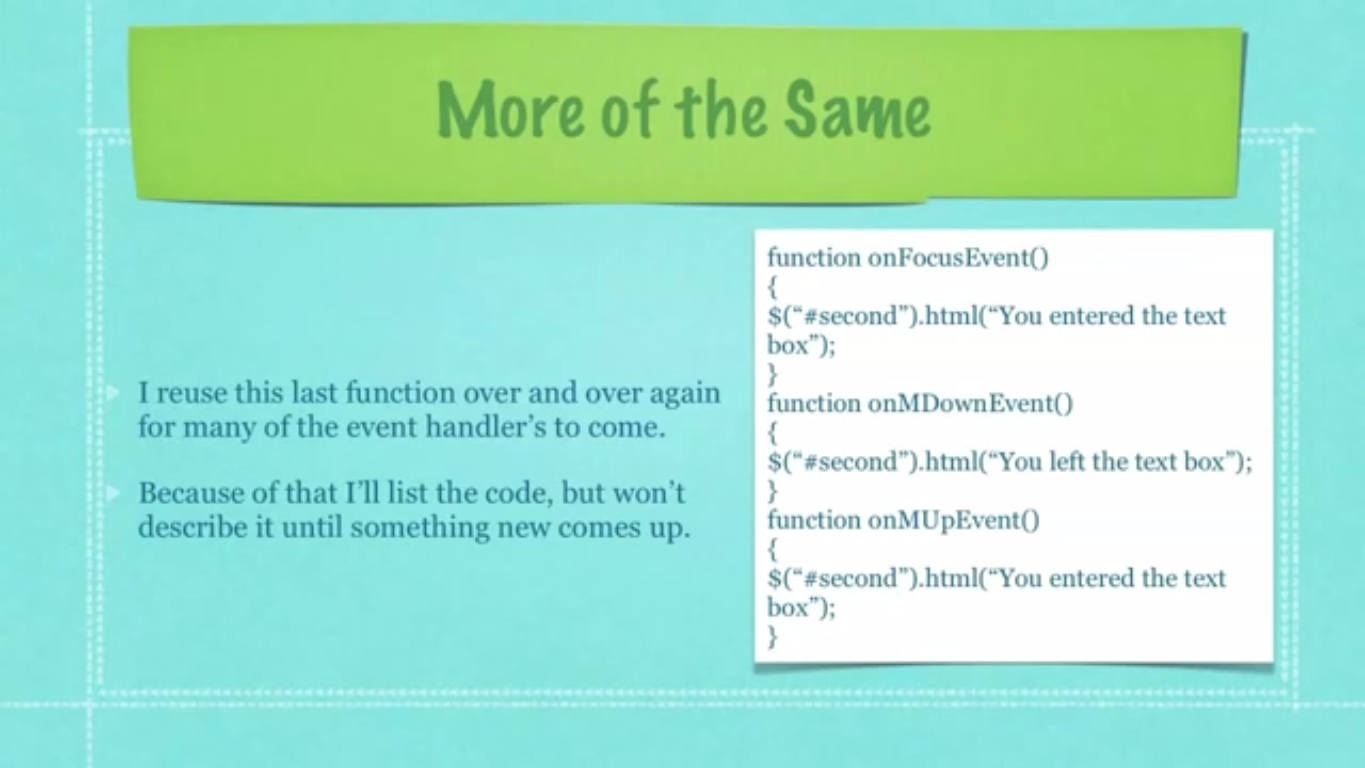 More of the Same
I reuse this last function over and over again
for many of the event handler’s to come.
Because of that I’ll list the code, but won’t
describe it until something new comes up.
function onFocusEvent()
{
$(“#second”).html(“You entered the text
box”);
}
function onMDownEvent()
{
$(“#second”).html(“You left the text box”);
}
function onMUpEvent()
{
$(“#second”).html(“You entered the text
box”);
}